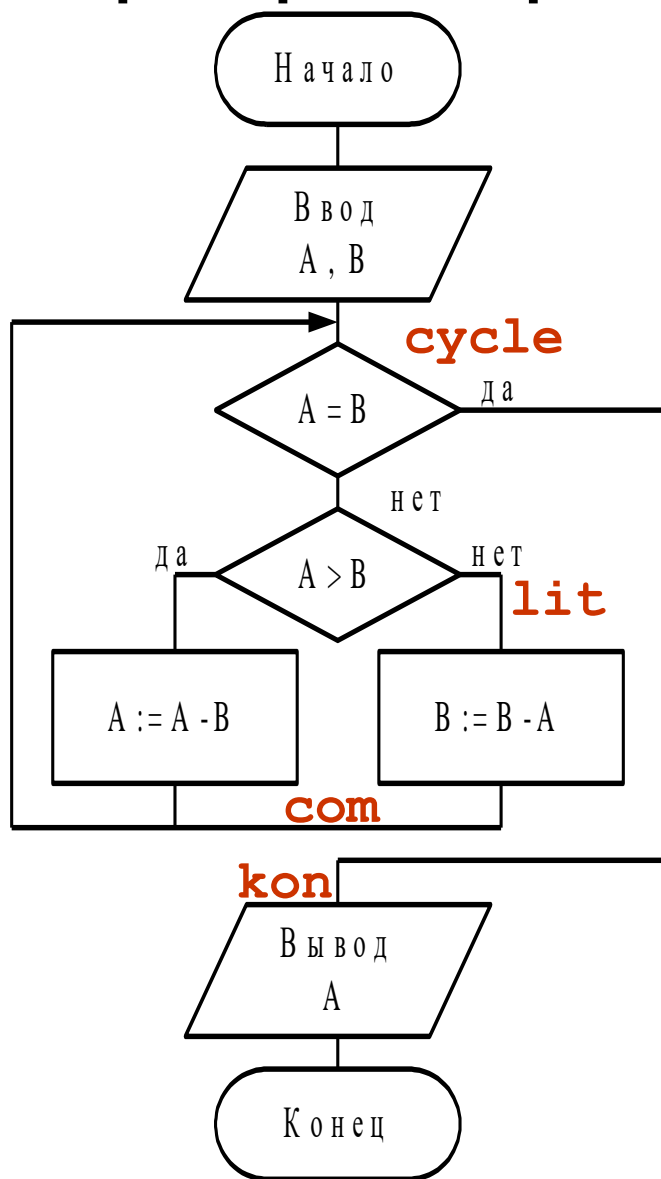 Начало
Ввод
A, B
cycle
A = B
да
нет
да
A > B
нет
lit
A := A - B
B := B - A
com
kon
Вывод
A
Конец